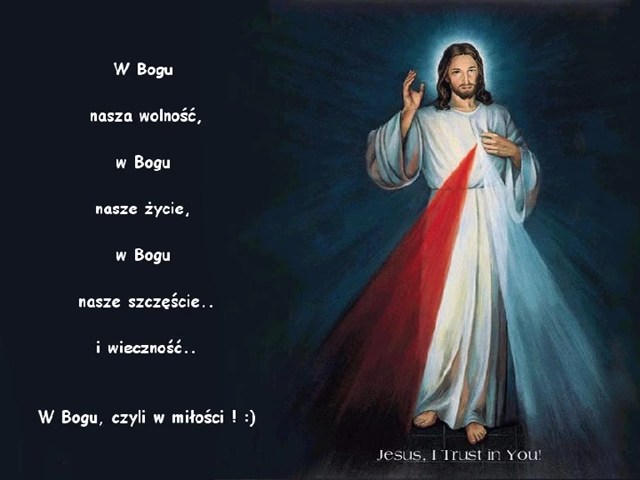 W Bogu
nasza wolność,
w Bogu
nasze życie,
w Bogu
nasze szczęście..
i wieczność..
W Bogu, czyli w miłości ! :)
Jesus, I Trust in You!